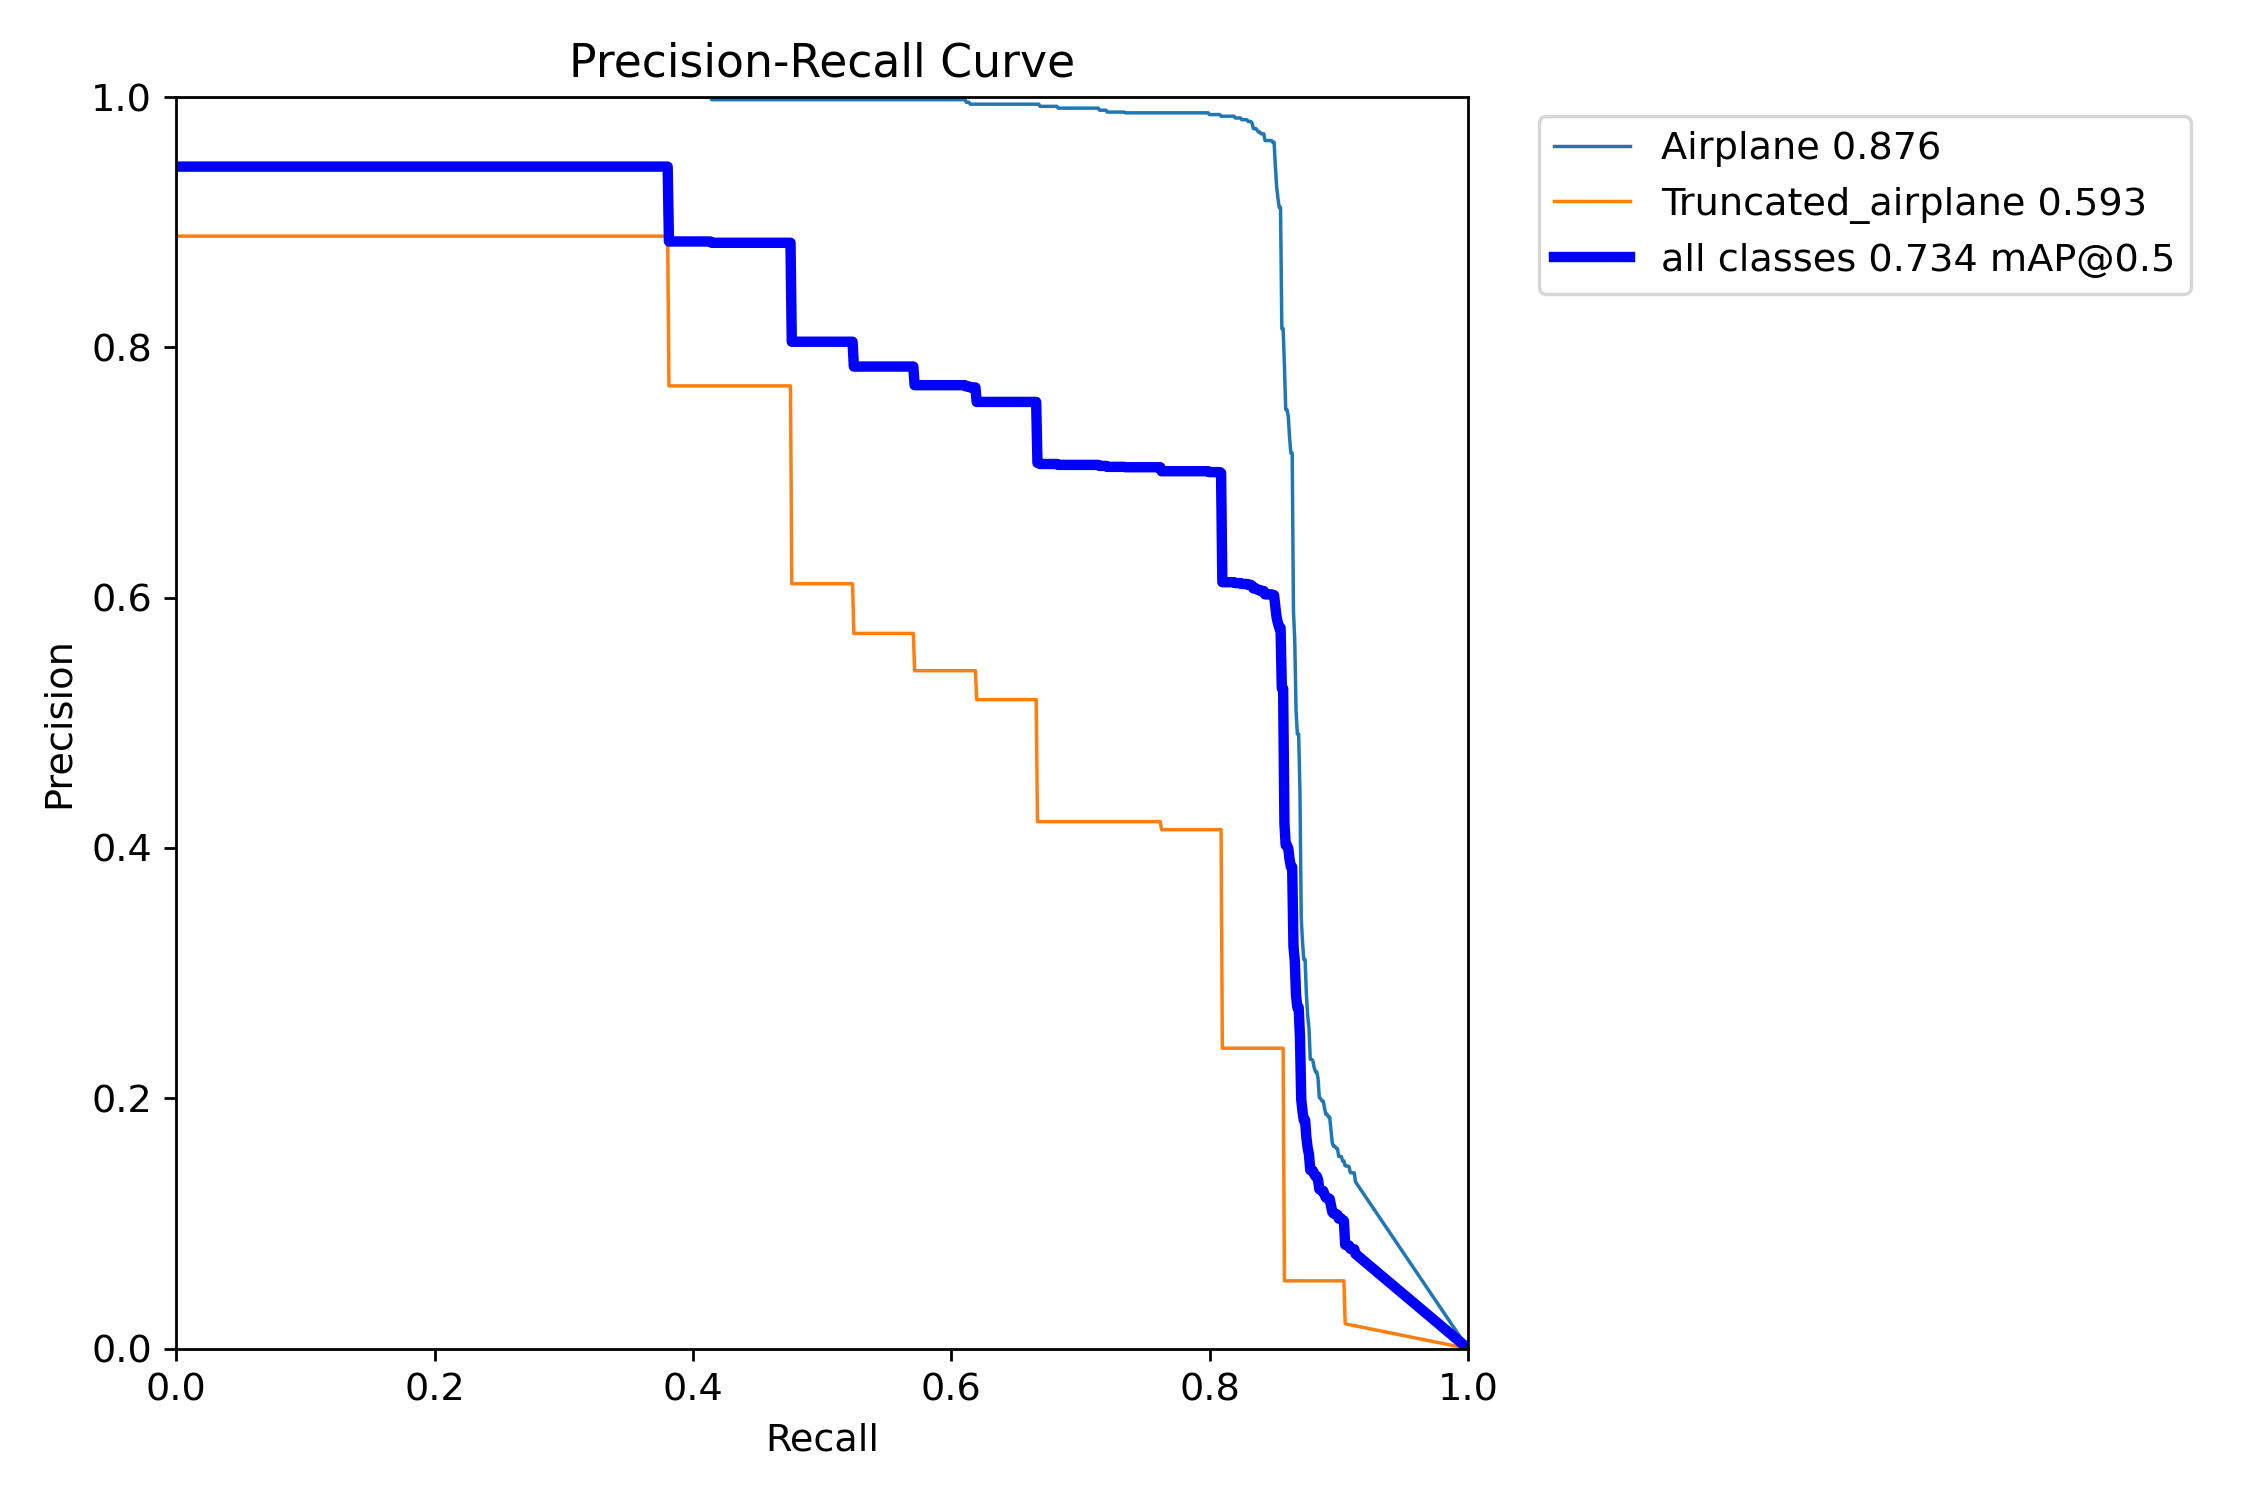 Precision-Recall Curve
Airplane 0.876
Truncated_airplane 0.593
all classes 0.734 mAP@0.5
Precision
1.0
0.8
0.6
0.4
0.2
0.0
0.0 0.2 0.4 0.6 0.8 1.0
Recall